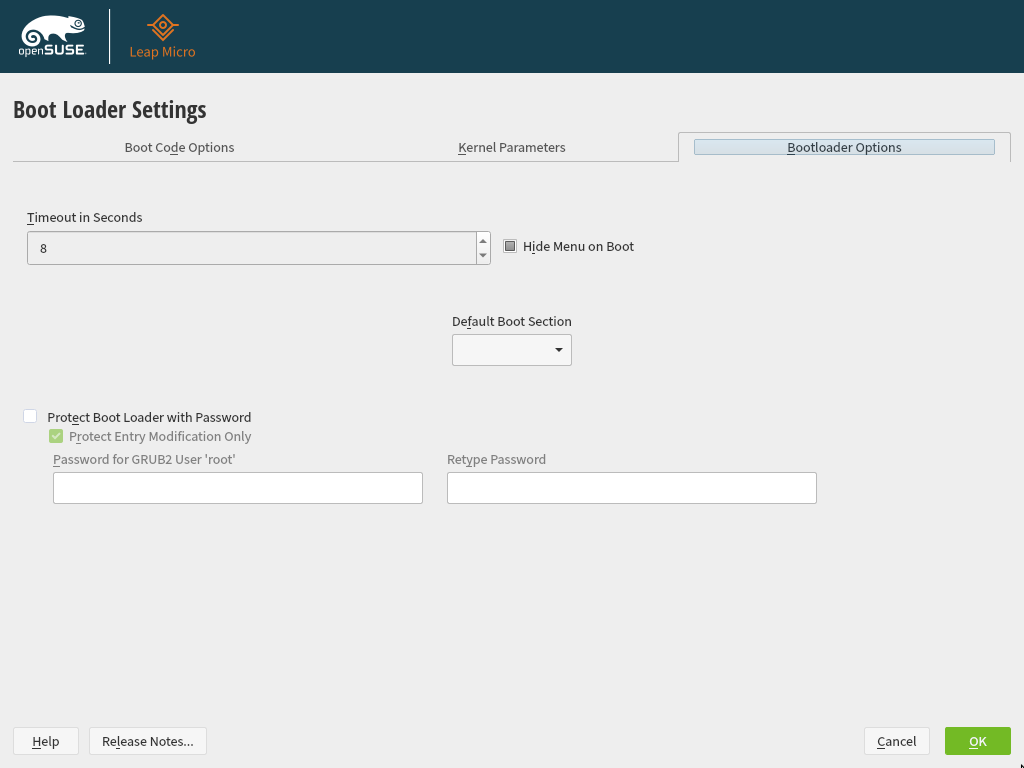 openSUSE
Leap Micro
Boot Loader Settings
Boot Code Options
Kernel Parameters
Bootloader Options
Timeout in Seconds
8
Hide Menu on Boot
Default Boot Section
Protect Boot Loader with Password
Protect Entry Modification Only
Password for GRUB2 User 'root'
Retype Password
Help
Release Notes...
Cancel
OK